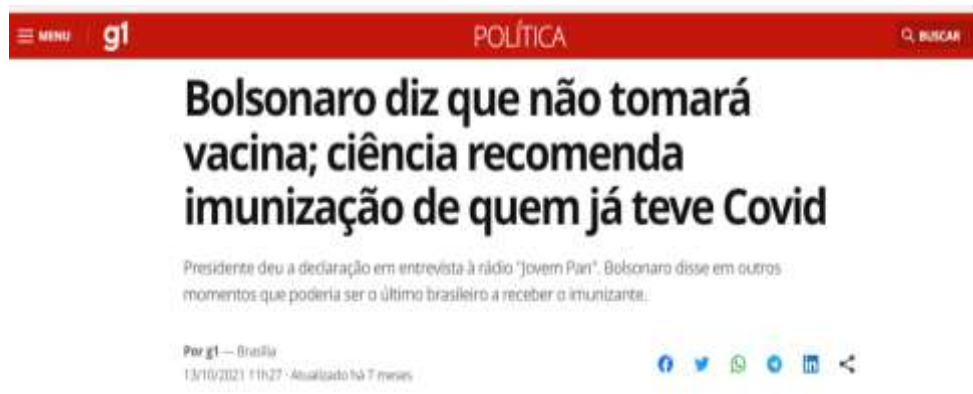 MENU g1 POLÍTICA BUSCAR
Bolsonaro diz que não tomará
vacina; ciência recomenda
imunização de quem já teve Covid
Presidente deu a declaração em entrevista à rádio "Jovem Pan". Bolsonaro disse em outros
momentos que poderia ser o último brasileiro a receber o imunizante.
Por g1 — Brasília
13/10/2021 11h27 · Atualizado há 7 meses